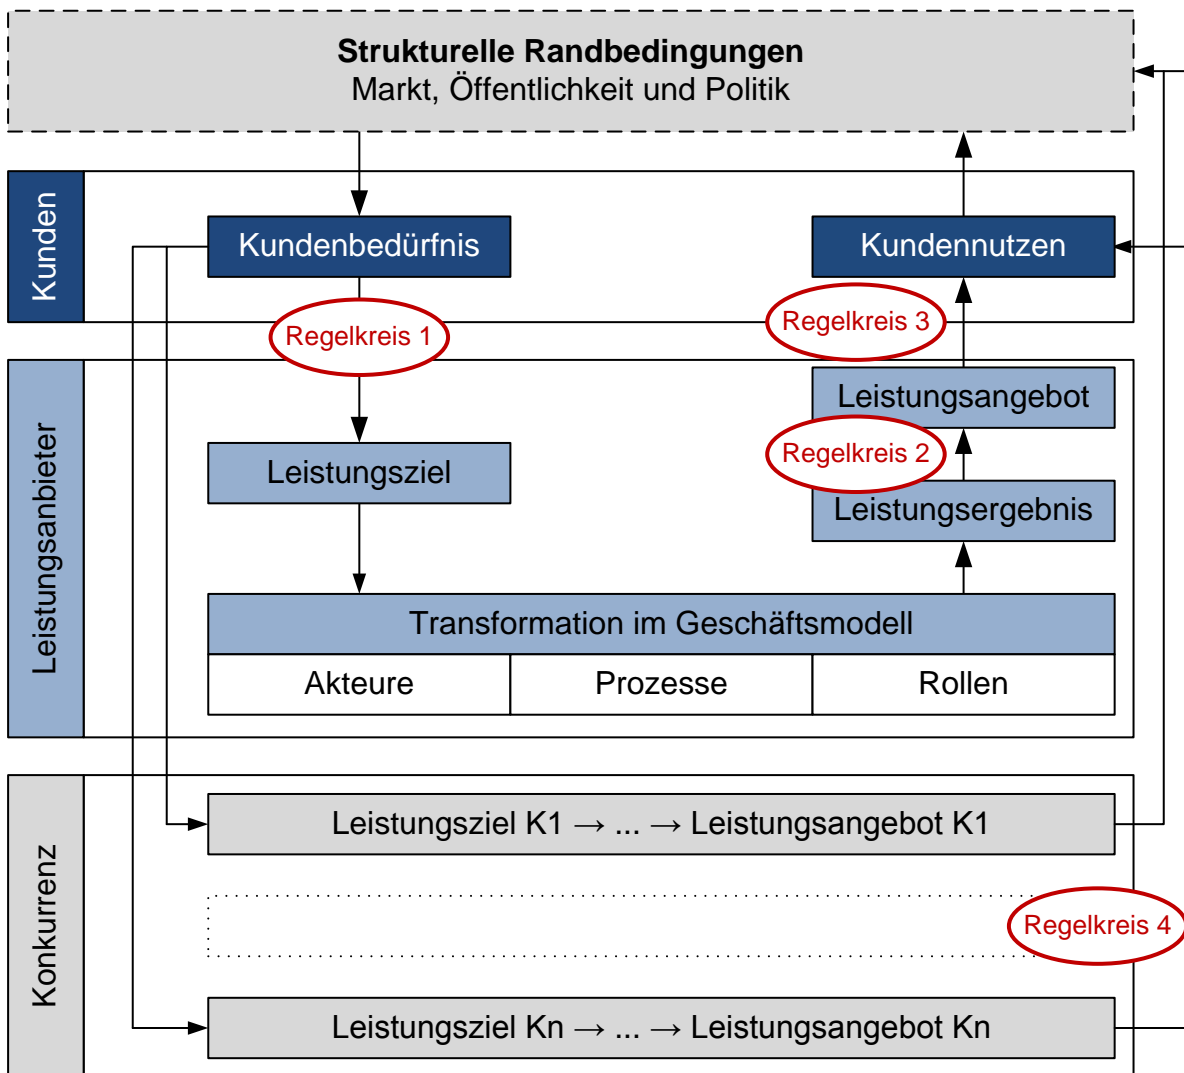 Strukturelle Randbedingungen
Markt, Öffentlichkeit und Politik
Kunden
Kundenbedürfnis
Kundennutzen
Regelkreis 1
Regelkreis 3
Leistungsanbieter
Leistungsangebot
Regelkreis 2
Leistungsziel
Leistungsergebnis
Transformation im Geschäftsmodell
Akteure
Prozesse
Rollen
Konkurrenz
Leistungsziel K1 → ... → Leistungsangebot K1
Regelkreis 4
Leistungsziel Kn → ... → Leistungsangebot Kn